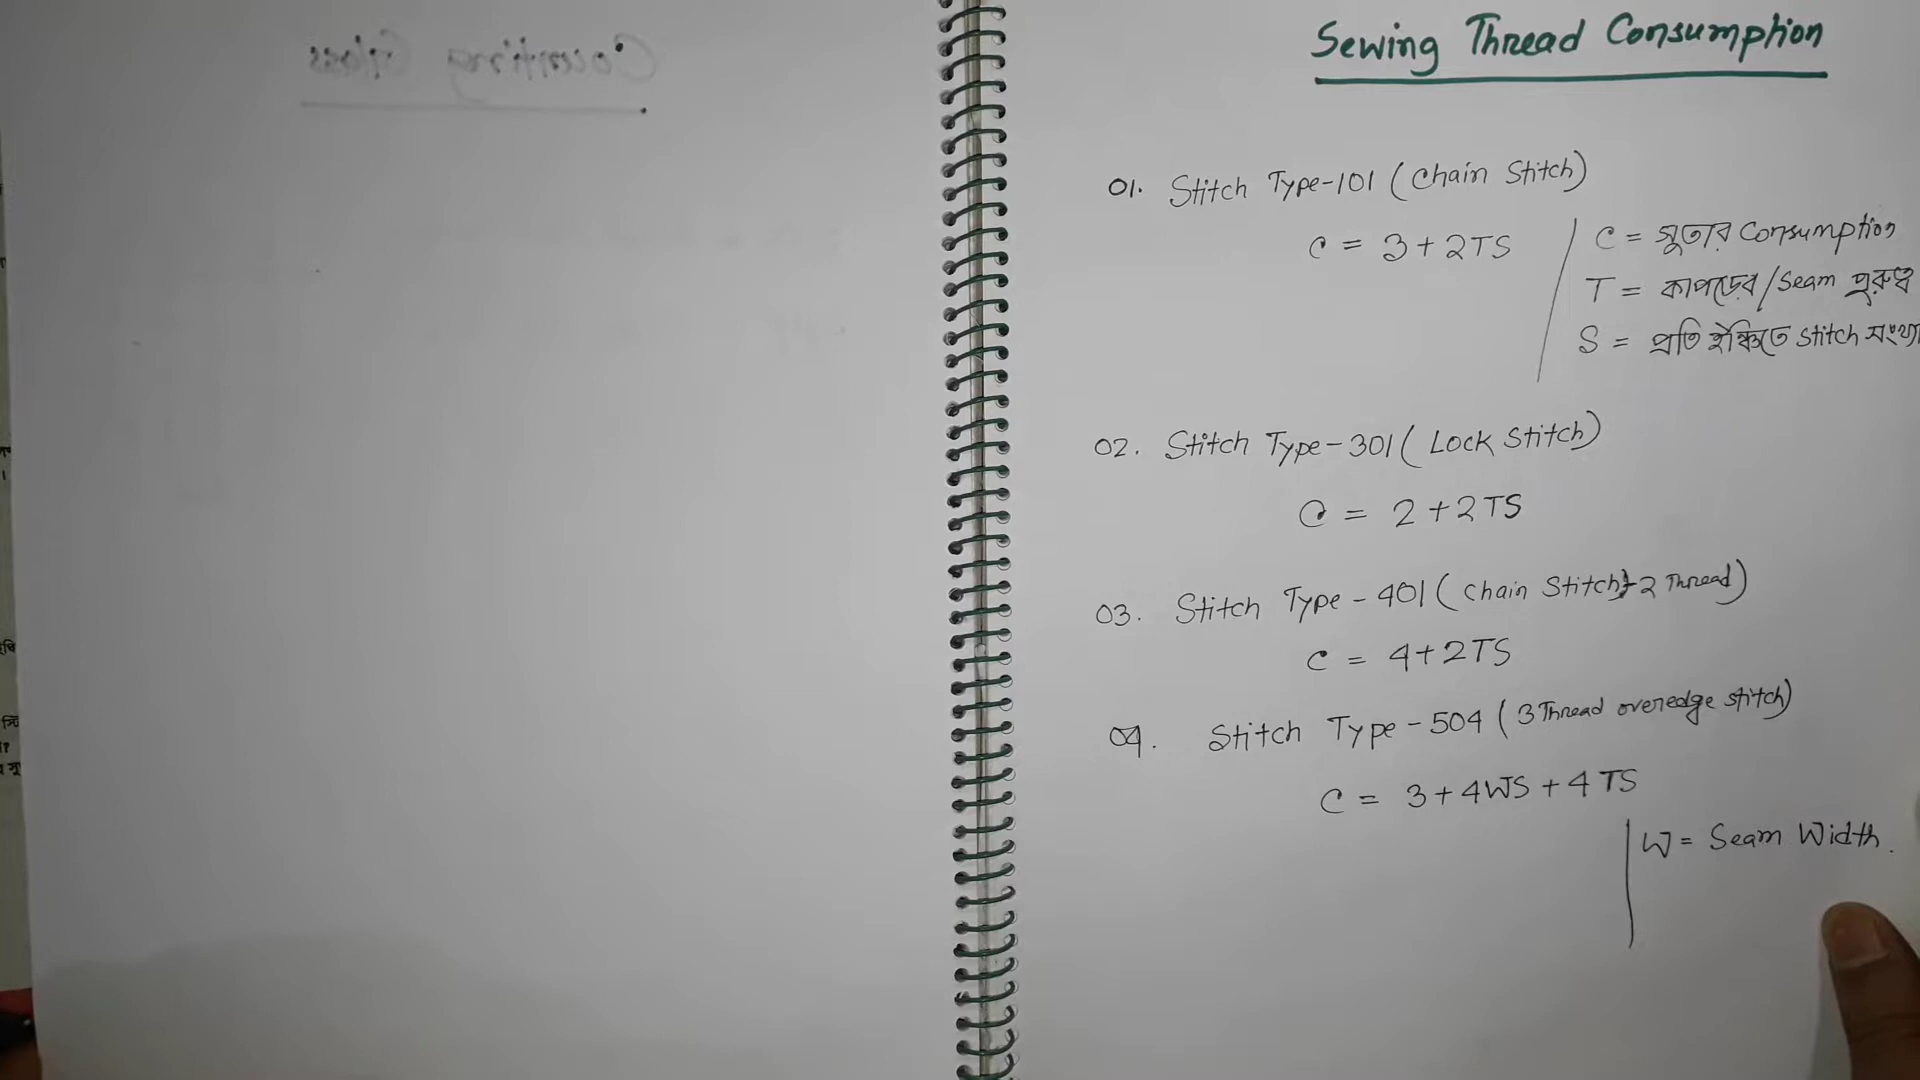 Sewing Thread Consumption
01. Stitch Type-101 (Chain Stitch)
C = 3 + 2TS
C = সুতার Consumption
T = কাপড়ের/Seam পুরুত্ব
S = প্রতি ইঞ্চিতে Stitch সংখ্যা
02. Stitch Type-301 (Lock Stitch)
C = 2 + 2TS
03. Stitch Type-401 (Chain Stitch-2 Thread)
C = 4+2TS
04. Stitch Type-504 (3 Thread overedge stitch)
C = 3+4WS+4TS
W = Seam Width.